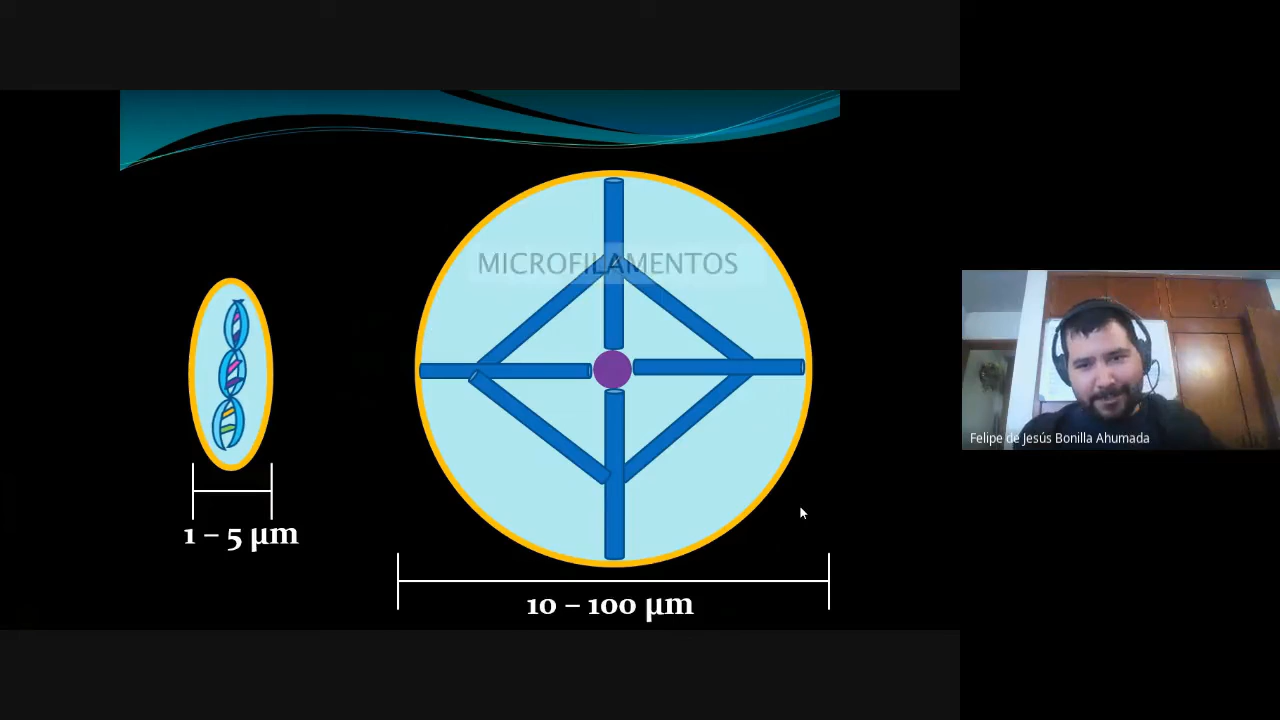 MICROFILAMENTOS
1 – 5 μm
10 – 100 μm
Felipe de Jesús Bonilla Ahumada